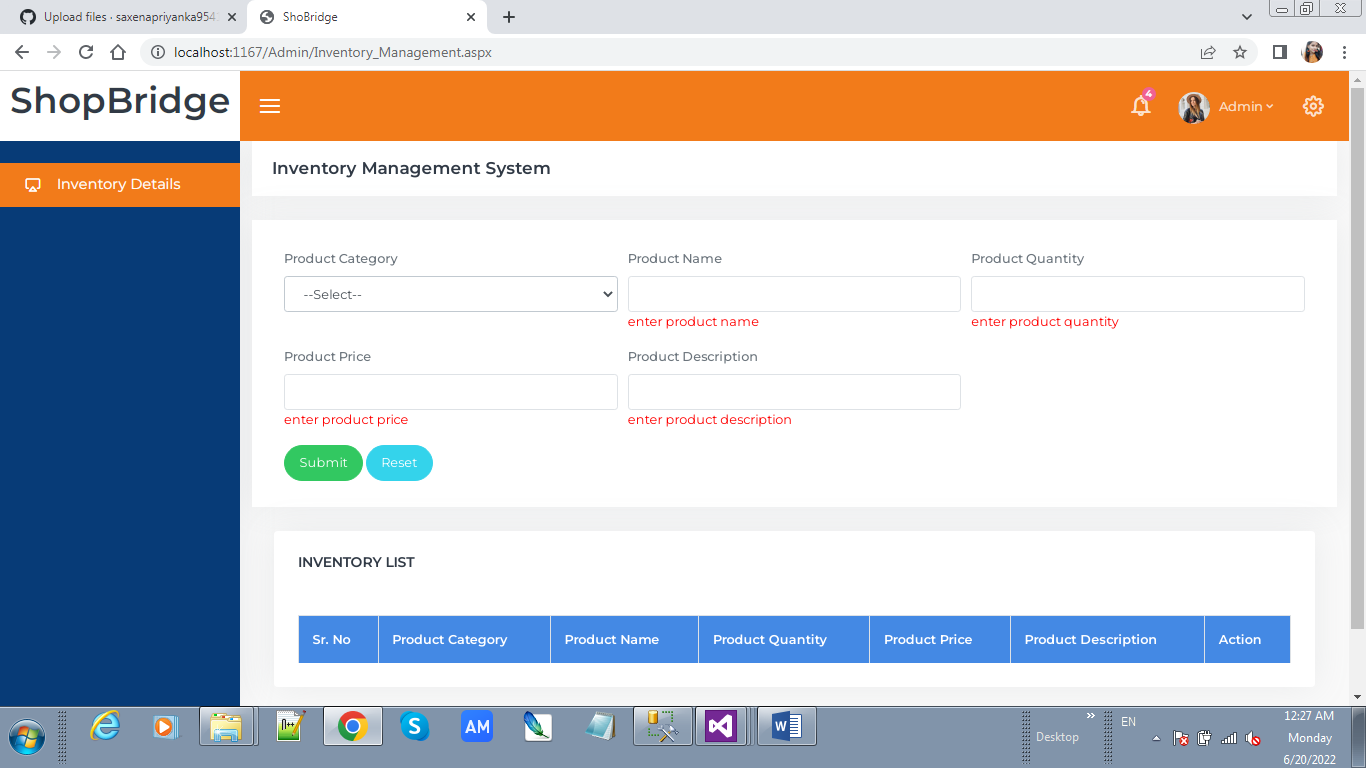 Upload files · saxenapriyanka954
ShoBridge
localhost:1167/Admin/Inventory_Management.aspx
ShopBridge
4
Admin
Inventory Details
Inventory Management System
Product Category
Product Name
Product Quantity
--Select--
enter product name
enter product quantity
Product Price
Product Description
enter product price
enter product description
Submit
Reset
INVENTORY LIST
Sr. No
Product Category
Product Name
Product Quantity
Product Price
Product Description
Action
AM
Desktop
EN
12:27 AM
Monday
6/20/2022